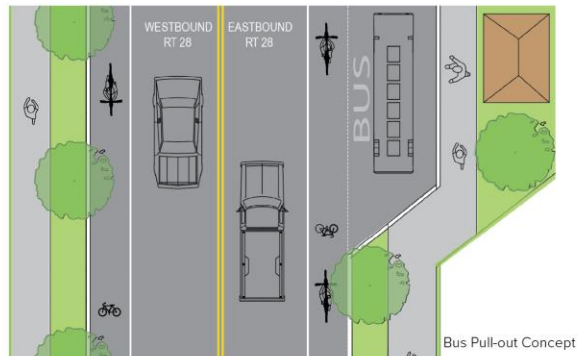 WESTBOUND
RT 28
EASTBOUND
RT 28
BUS
Bus Pull-out Concept